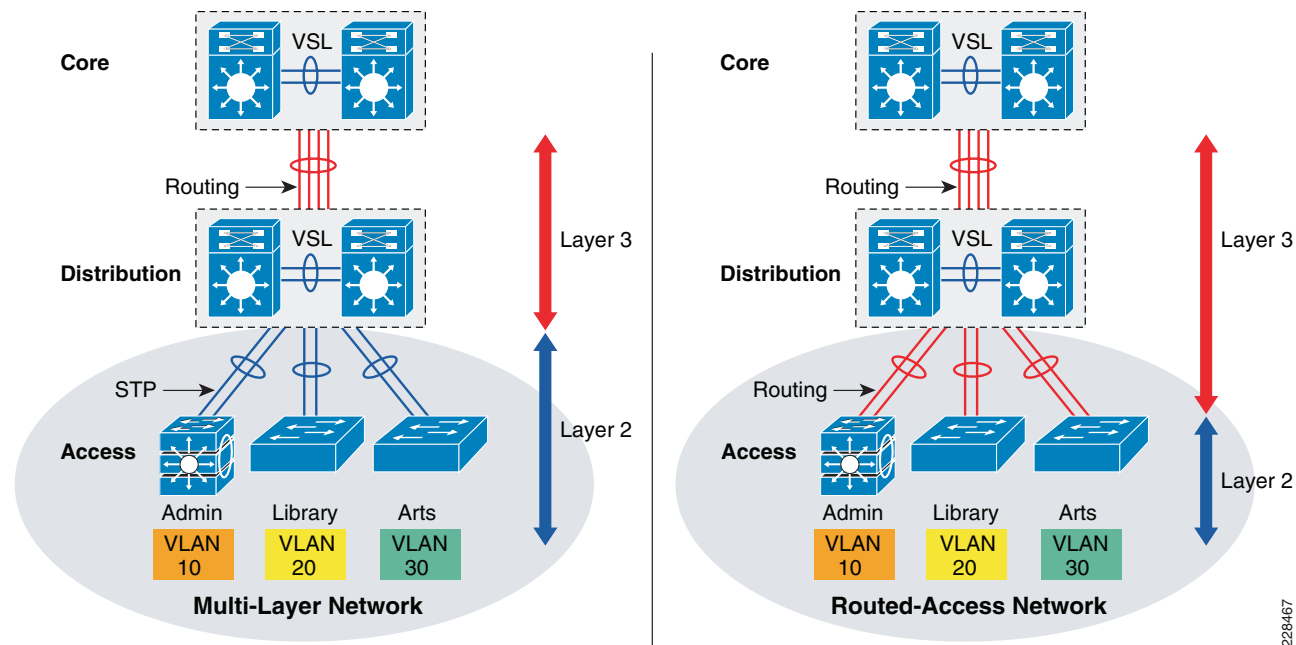 Core
VSL
Routing
Distribution
VSL
Layer 3
STP
Access
Layer 2
Admin
Library
Arts
VLAN
10
VLAN
20
VLAN
30
Multi-Layer Network
Core
VSL
Routing
Distribution
VSL
Layer 3
Routing
Access
Layer 2
Admin
Library
Arts
VLAN
10
VLAN
20
VLAN
30
Routed-Access Network
228467